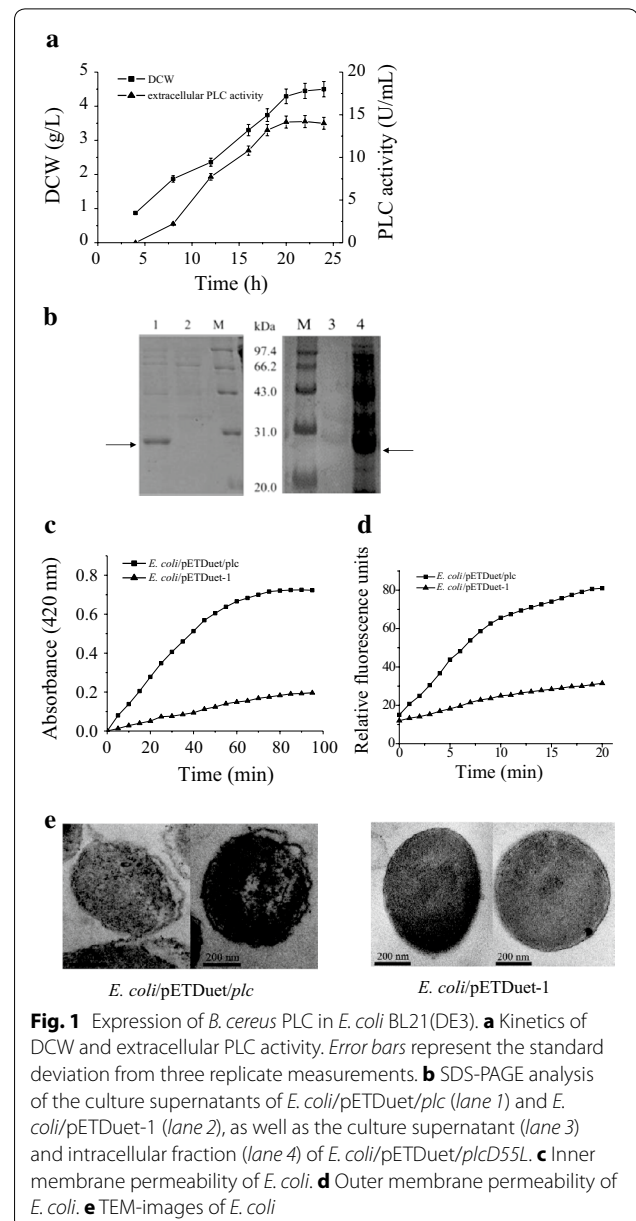 a
DCW
extracellular PLC activity
DCW (g/L)
PLC activity (U/mL)
5
4
3
2
1
0
20
15
10
5
0
0 5 10 15 20 25
Time (h)
b
1 2 M kDa M 3 4
97.4
66.2
43.0
31.0
20.0
c
E. coli/pETDuet/plc
E. coli/pETDuet-1
Absorbance (420 nm)
0.8
0.6
0.4
0.2
0.0
0 20 40 60 80 100
Time (min)
d
E. coli/pETDuet/plc
E. coli/pETDuet-1
Relative fluorescence units
80
60
40
20
0
0 5 10 15 20
Time (min)
e
200 nm
200 nm 200 nm
E. coli/pETDuet/plc
E. coli/pETDuet-1
Fig. 1 Expression of B. cereus PLC in E. coli BL21(DE3). a Kinetics of
DCW and extracellular PLC activity. Error bars represent the standard
deviation from three replicate measurements. b SDS-PAGE analysis
of the culture supernatants of E. coli/pETDuet/plc (lane 1) and E.
coli/pETDuet-1 (lane 2), as well as the culture supernatant (lane 3)
and intracellular fraction (lane 4) of E. coli/pETDuet/plcD55L. c Inner
membrane permeability of E. coli. d Outer membrane permeability of
E. coli. e TEM-images of E. coli